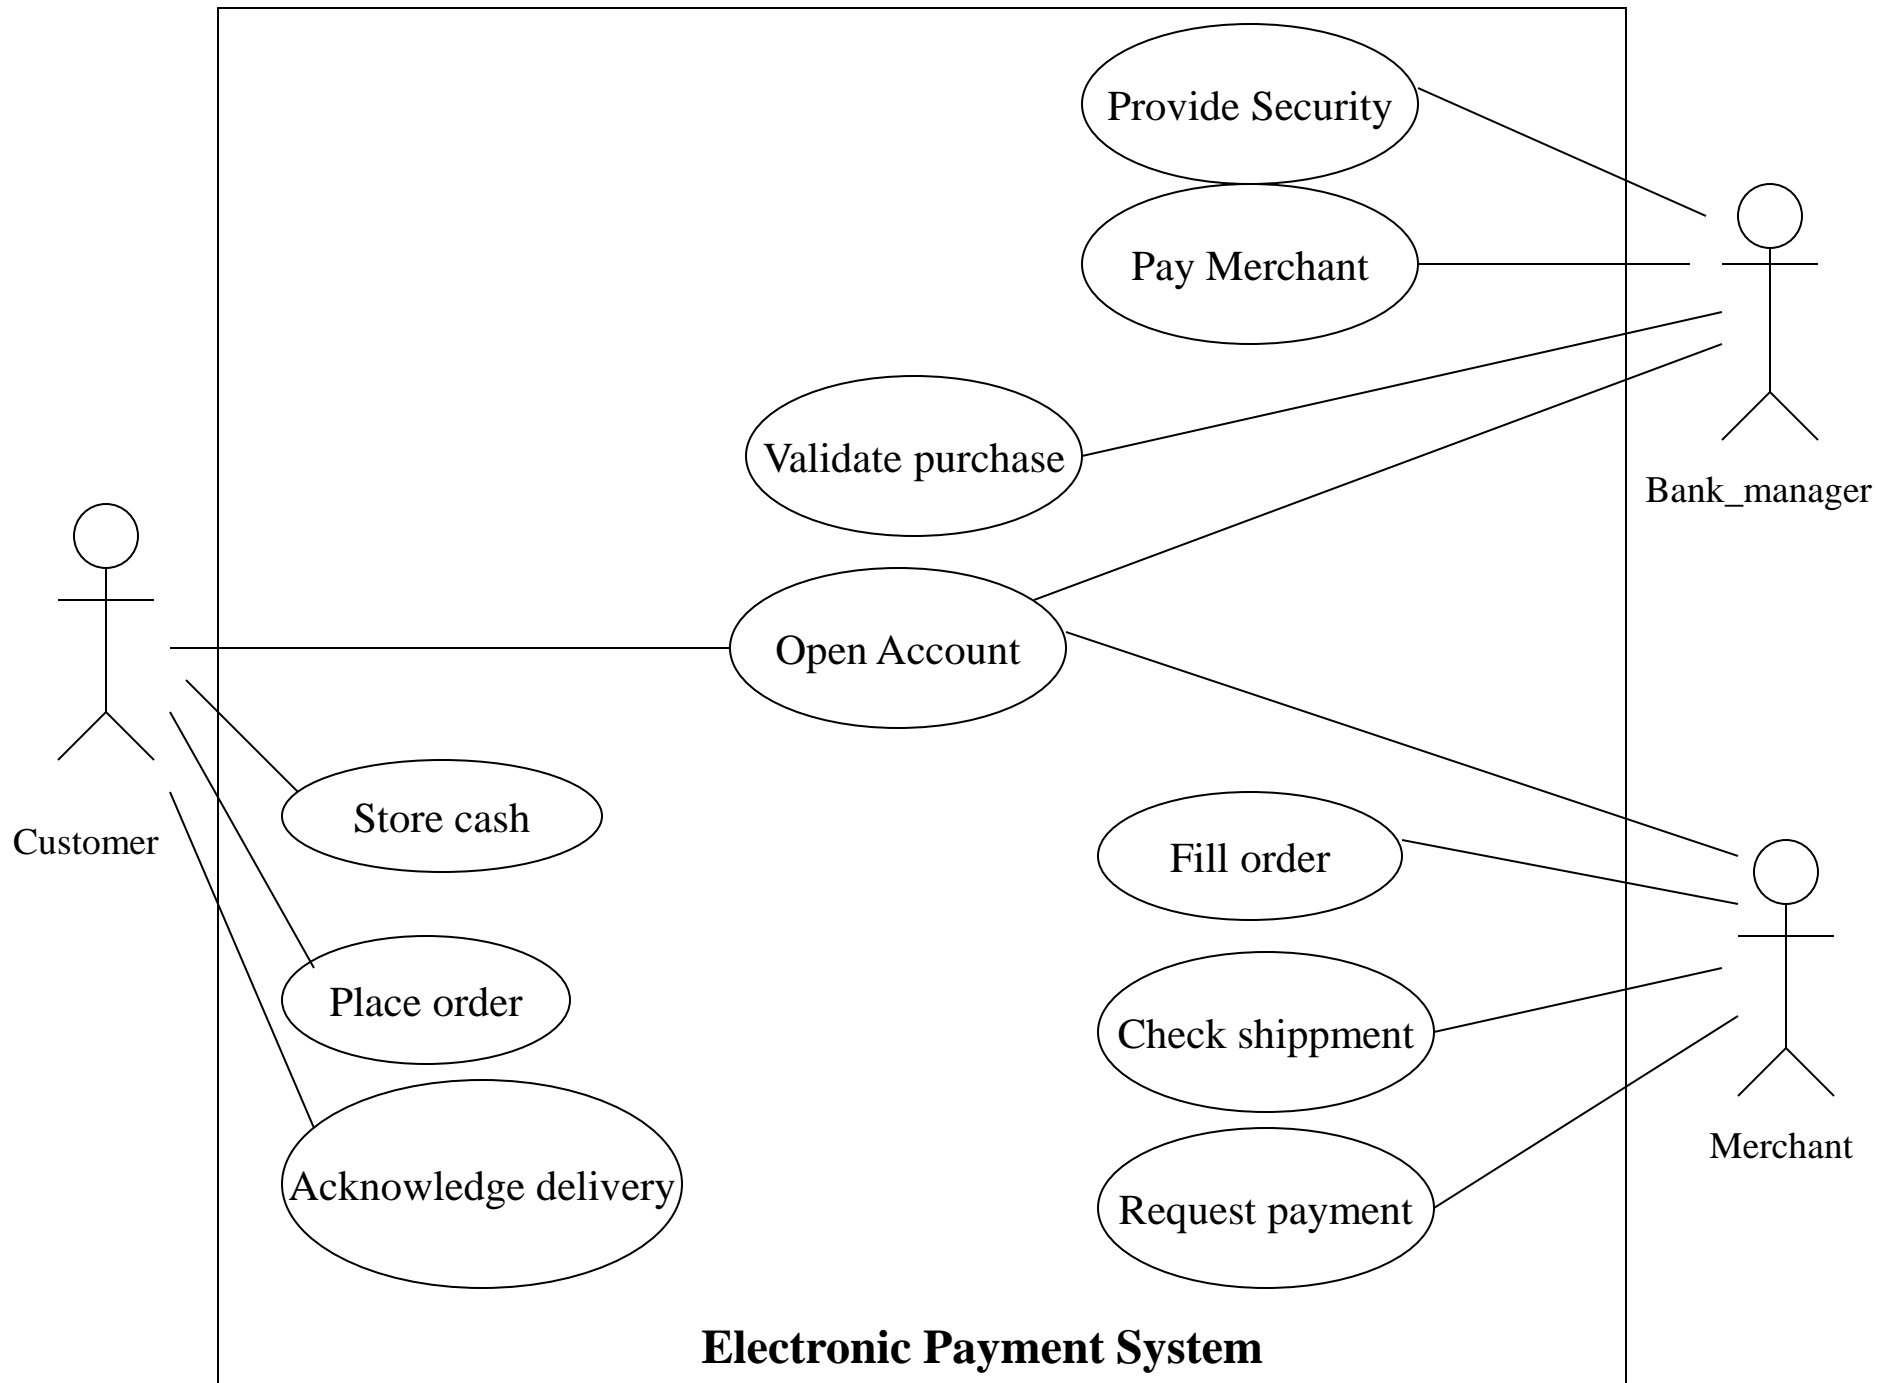 Provide Security
Pay Merchant
Validate purchase
Bank_manager
Open Account
Store cash
Customer
Fill order
Place order
Check shippment
Merchant
Acknowledge delivery
Request payment
Electronic Payment System